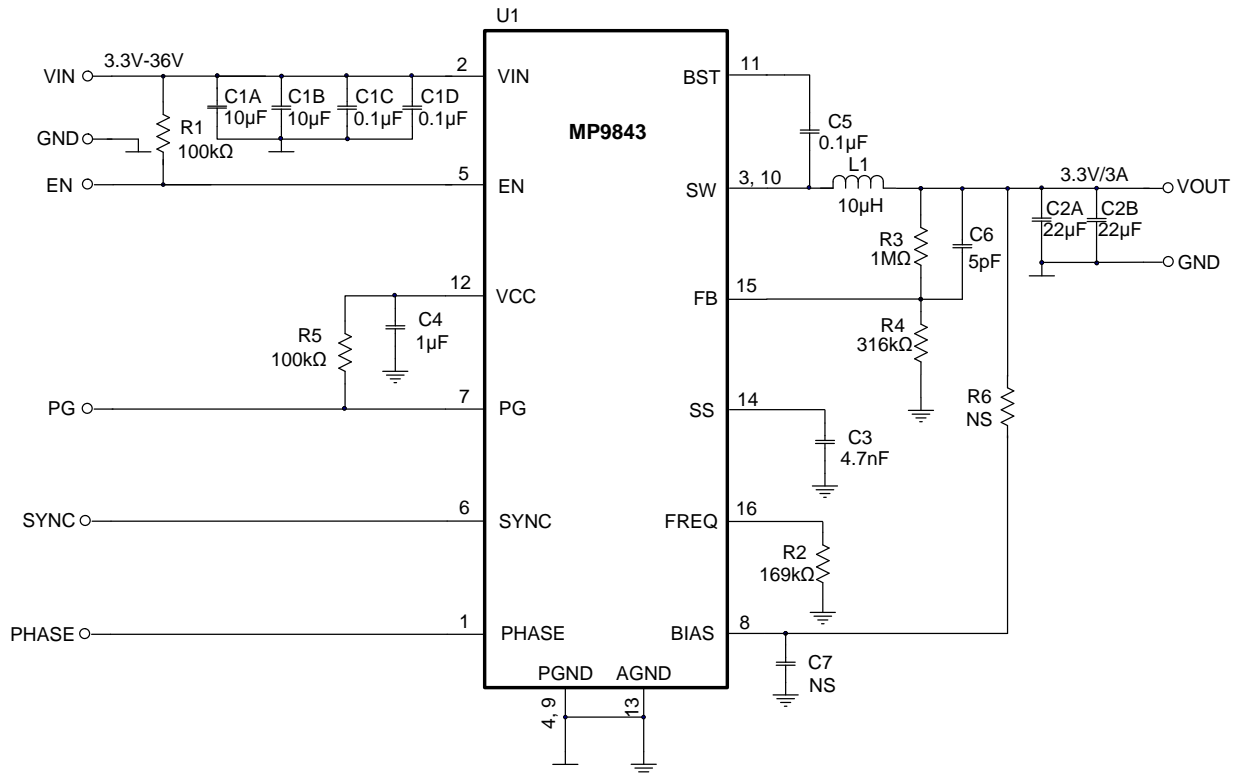 U1
VIN
3.3V-36V
2
VIN
C1A
10µF
C1B
10µF
C1C
0.1µF
C1D
0.1µF
GND
R1
100kΩ
EN
5
EN
MP9843
BST
11
C5
0.1µF
SW
3, 10
L1
10µH
3.3V/3A
VOUT
C2A
22µF
C2B
22µF
GND
R3
1MΩ
C6
5pF
FB
15
R4
316kΩ
12
VCC
R5
100kΩ
C4
1µF
PG
7
PG
SS
14
C3
4.7nF
R6
NS
SYNC
6
SYNC
FREQ
16
R2
169kΩ
PHASE
1
PHASE
BIAS
8
C7
NS
PGND
AGND
4, 9
13